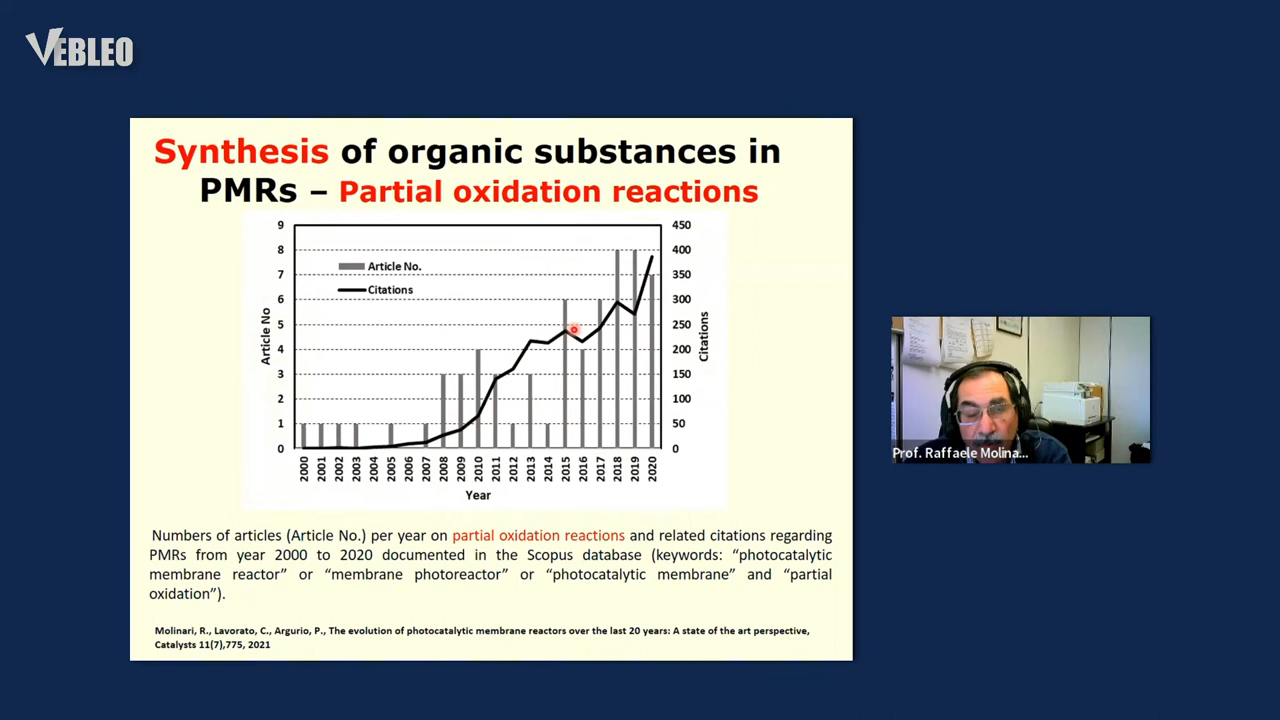 VEBLEO
Synthesis of organic substances in
PMRs – Partial oxidation reactions
9
8
7
6
5
4
3
2
1
0
Article No
Article No.
Citations
450
400
350
300
250
200
150
100
50
0
Citations
2000 2001 2002 2003 2004 2005 2006 2007 2008 2009 2010 2011 2012 2013 2014 2015 2016 2017 2018 2019 2020
Year
Numbers of articles (Article No.) per year on partial oxidation reactions and related citations regarding
PMRs from year 2000 to 2020 documented in the Scopus database (keywords: “photocatalytic
membrane reactor” or “membrane photoreactor” or “photocatalytic membrane” and “partial
oxidation”).
Molinari, R., Lavorato, C., Argurio, P., The evolution of photocatalytic membrane reactors over the last 20 years: A state of the art perspective,
Catalysts 11(7),775, 2021
Prof. Raffaele Molina...